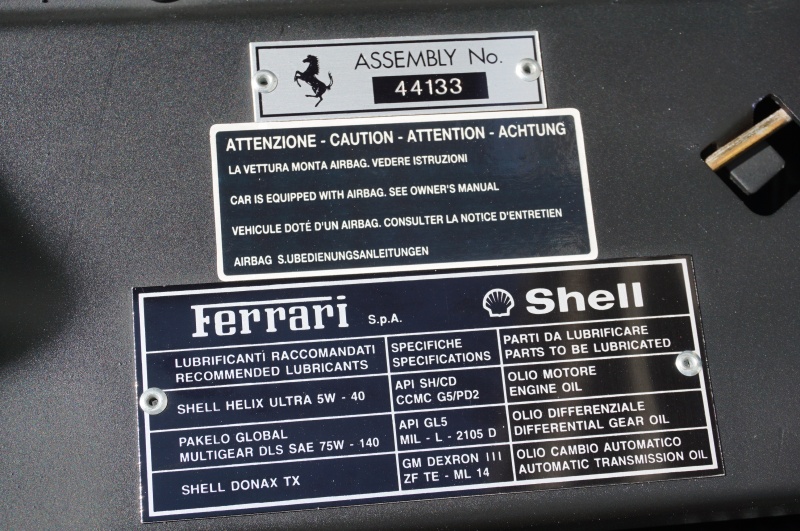 ASSEMBLY No.
44133
ATTENZIONE - CAUTION - ATTENTION - ACHTUNG
LA VETTURA MONTA AIRBAG. VEDERE ISTRUZIONI
CAR IS EQUIPPED WITH AIRBAG. SEE OWNER'S MANUAL
VEHICULE DOTÉ D'UN AIRBAG. CONSULTER LA NOTICE D'ENTRETIEN
AIRBAG S.UBEDIENUNGSANLEITUNGEN
Ferrari S.p.A.
Shell
LUBRIFICANTI RACCOMANDATI
RECOMMENDED LUBRICANTS
SPECIFICHE
SPECIFICATIONS
PARTI DA LUBRIFICARE
PARTS TO BE LUBRICATED
SHELL HELIX ULTRA 5W - 40
API SH/CD
CCMC G5/PD2
OLIO MOTORE
ENGINE OIL
PAKELO GLOBAL
MULTIGEAR DLS SAE 75W - 140
API GL5
MIL - L - 2105 D
OLIO DIFFERENZIALE
DIFFERENTIAL GEAR OIL
SHELL DONAX TX
GM DEXRON III
ZF TE - ML 14
OLIO CAMBIO AUTOMATICO
AUTOMATIC TRANSMISSION OIL